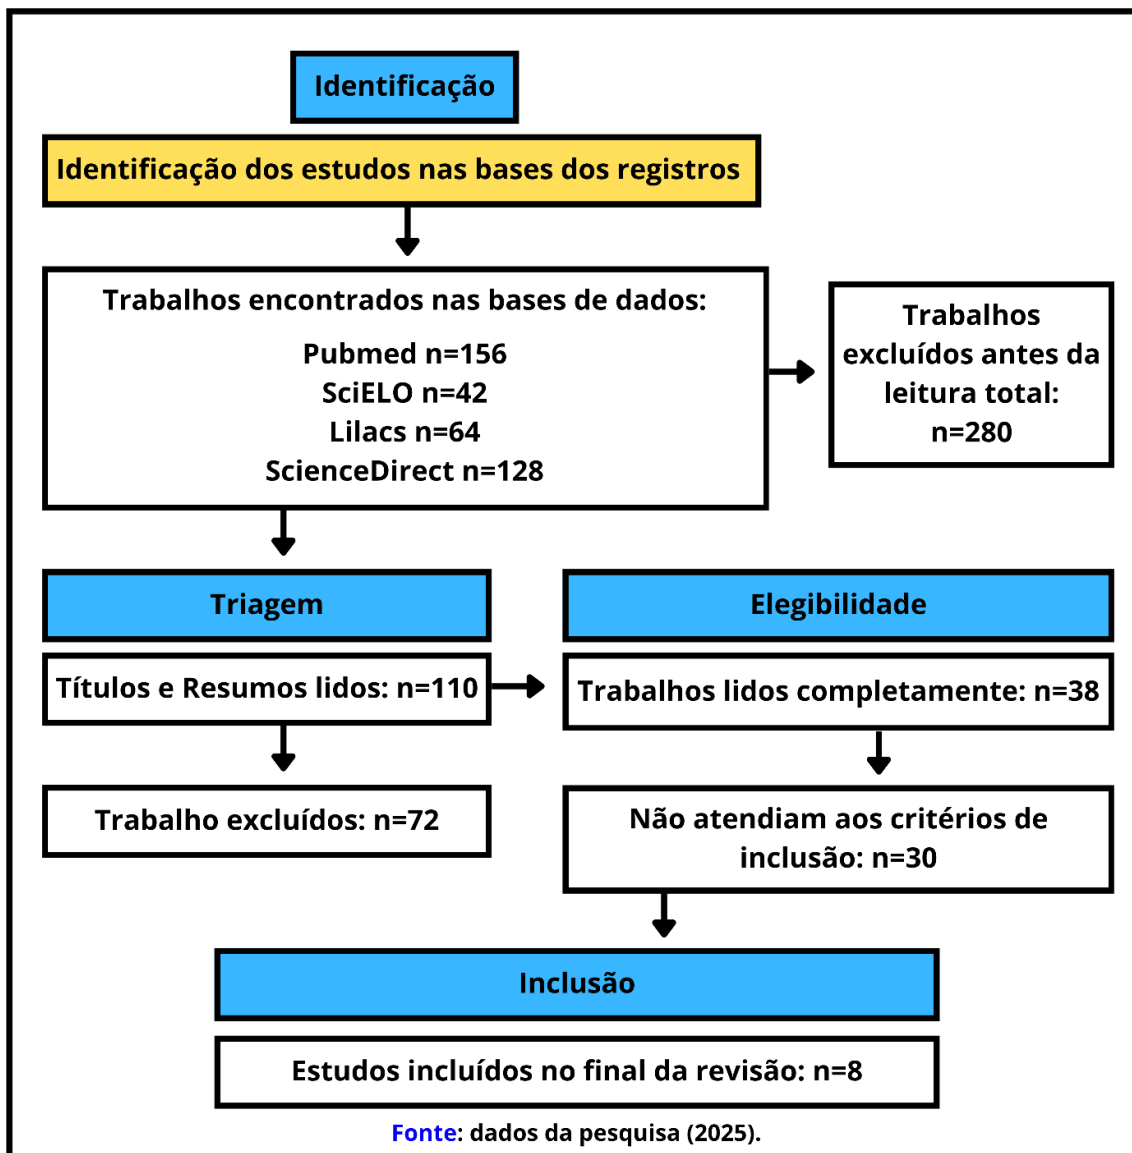 Identificação
Identificação dos estudos nas bases dos registros
Trabalhos encontrados nas bases de dados:
Pubmed n=156
SciELO n=42
Lilacs n=64
ScienceDirect n=128
Trabalhos
excluídos antes da
leitura total:
n=280
Triagem
Títulos e Resumos lidos: n=110
Trabalho excluídos: n=72
Elegibilidade
Trabalhos lidos completamente: n=38
Não atendiam aos critérios de
inclusão: n=30
Inclusão
Estudos incluídos no final da revisão: n=8
Fonte: dados da pesquisa (2025).